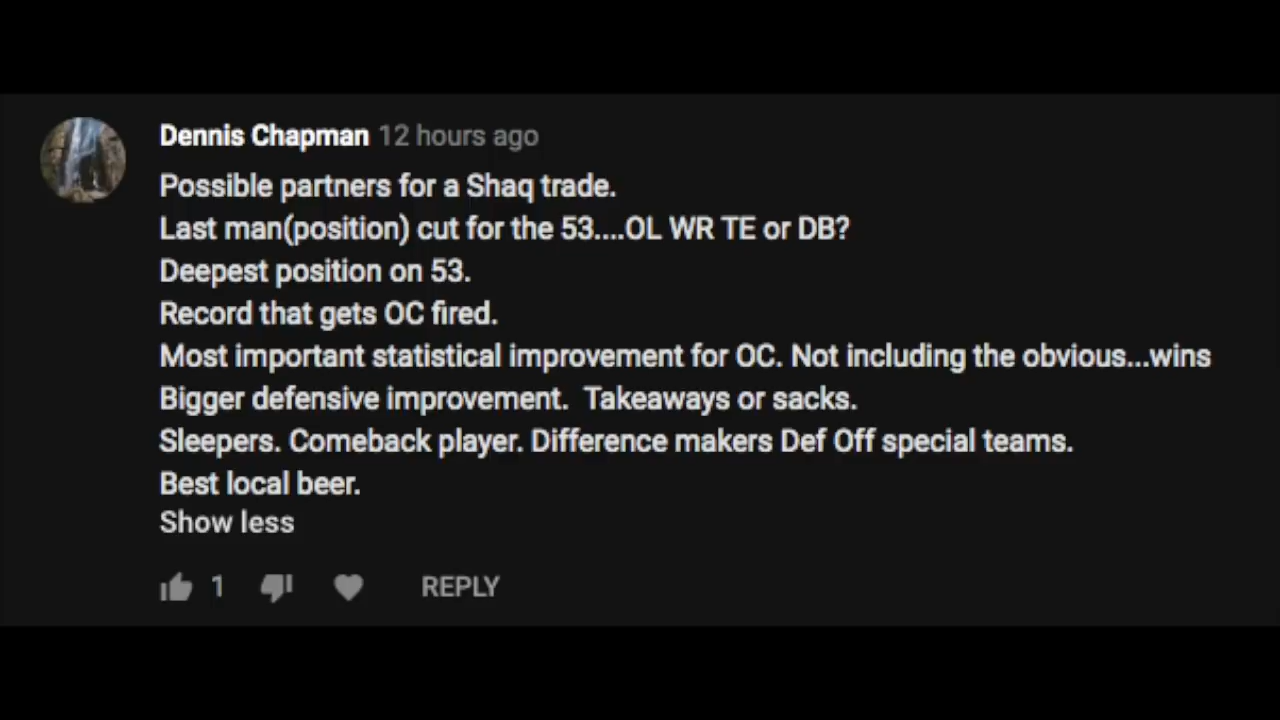 Dennis Chapman 12 hours ago
Possible partners for a Shaq trade.
Last man(position) cut for the 53....OL WR TE or DB?
Deepest position on 53.
Record that gets OC fired.
Most important statistical improvement for OC. Not including the obvious...wins
Bigger defensive improvement.  Takeaways or sacks.
Sleepers. Comeback player. Difference makers Def Off special teams.
Best local beer.
Show less
1 REPLY